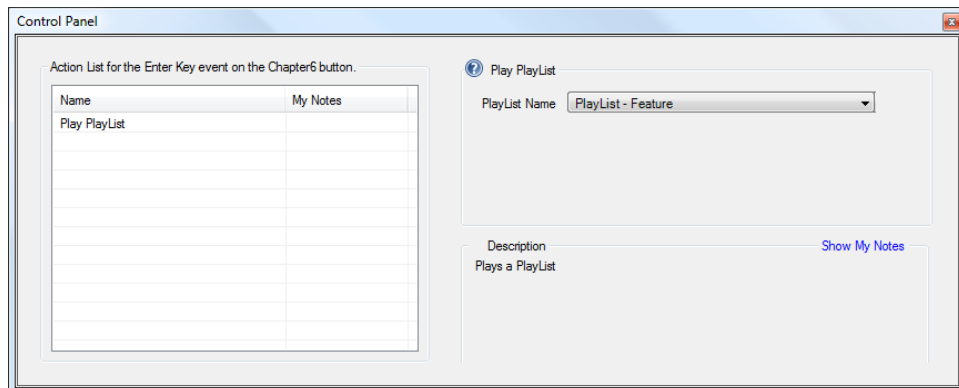 Control Panel
Action List for the Enter Key event on the Chapter6 button.
Name My Notes
Play PlayList
Play PlayList
PlayList Name PlayList - Feature
Description Show My Notes
Plays a PlayList